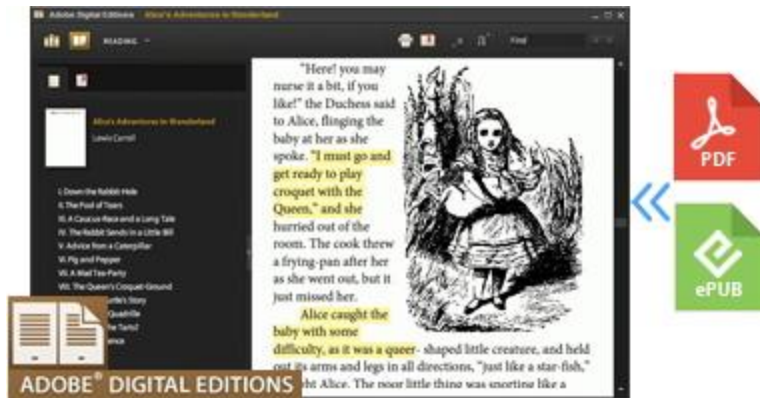 Adobe Digital Editions Alice's Adventures in Wonderland
READING
Find
Alice's Adventures in Wonderland
Lewis Carroll
I. Down the Rabbit-Hole
II. The Pool of Tears
III. A Caucus-Race and a Long Tale
IV. The Rabbit Sends in a Little Bill
V. Advice from a Caterpillar
VI. Pig and Pepper
VII. A Mad Tea-Party
VIII. The Queen's Croquet-Ground
Story
Quadrille
"Here! you may
nurse it a bit, if you
like!" the Duchess said
to Alice, flinging the
baby at her as she
spoke. "I must go and
get ready to play
croquet with the
Queen," and she
hurried out of the
room. The cook threw
a frying-pan after her
as she went out, but it
just missed her.
Alice caught the
baby with some
difficulty, as it was a queer- shaped little creature, and held
out its arms and legs in all directions, "just like a star-fish,"
Alice. The poor little thing was snorting like a
PDF
ePUB
ADOBE® DIGITAL EDITIONS